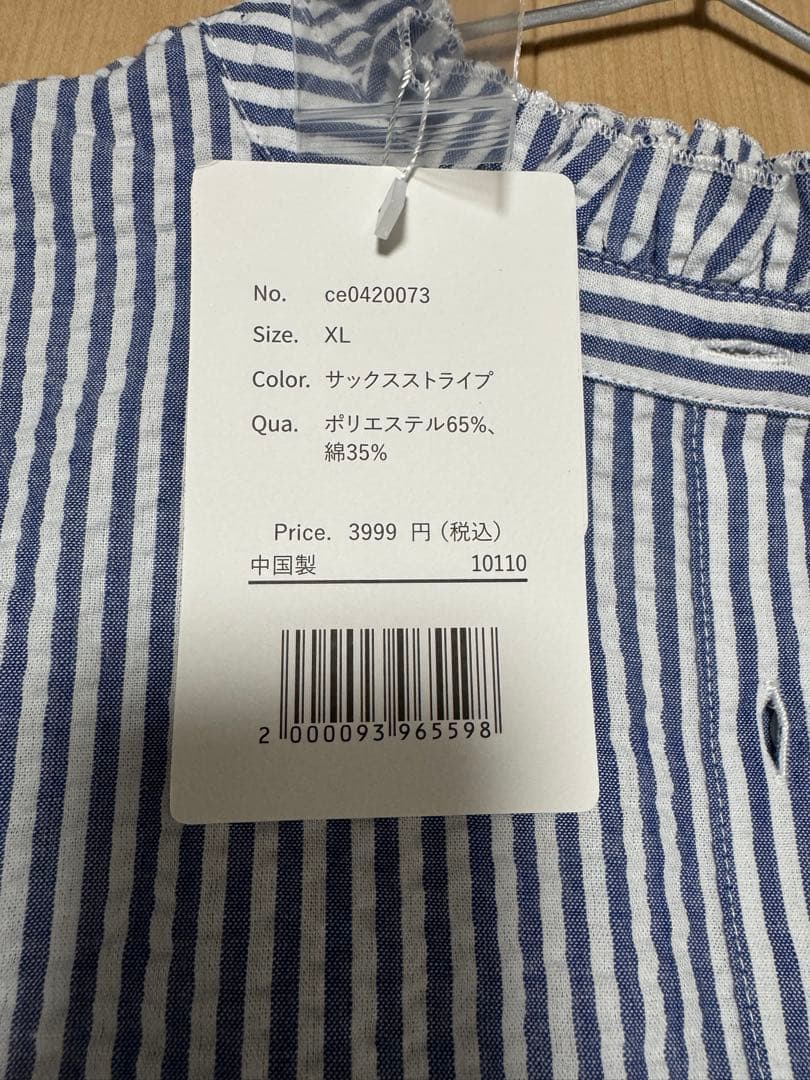 No. ce0420073
Size. XL
Color. サックスストライプ
Qua. ポリエステル65%、
綿35%
Price. 3999 円（税込）
中国製 10110
2 000093 965598